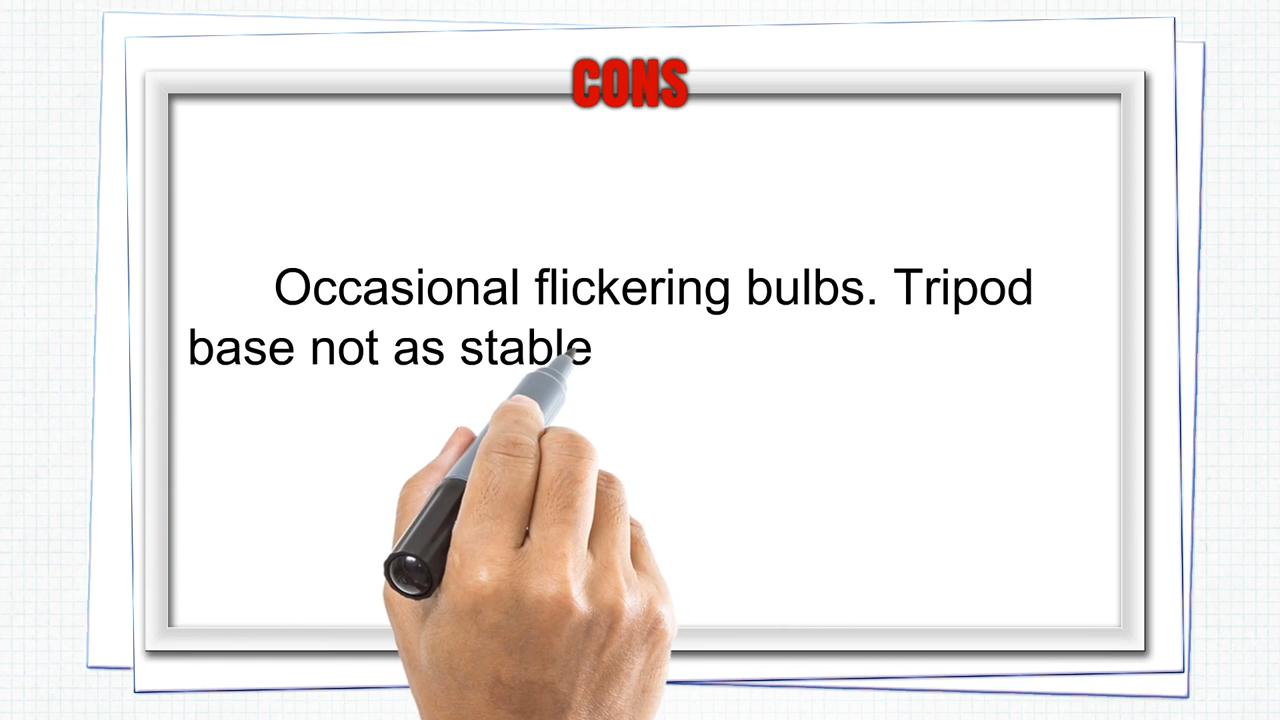 CONS
Occasional flickering bulbs. Tripod
base not as stable